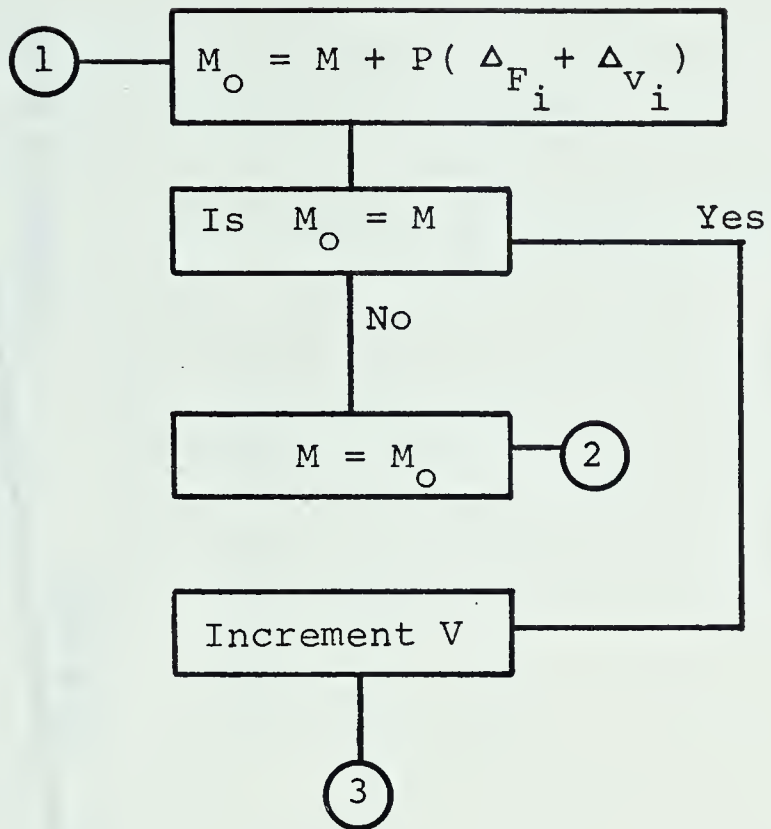 1
M_o = M + P( Δ_F_i + Δ_v_i )
Is M_o = M
Yes
No
M = M_o
2
Increment V
3